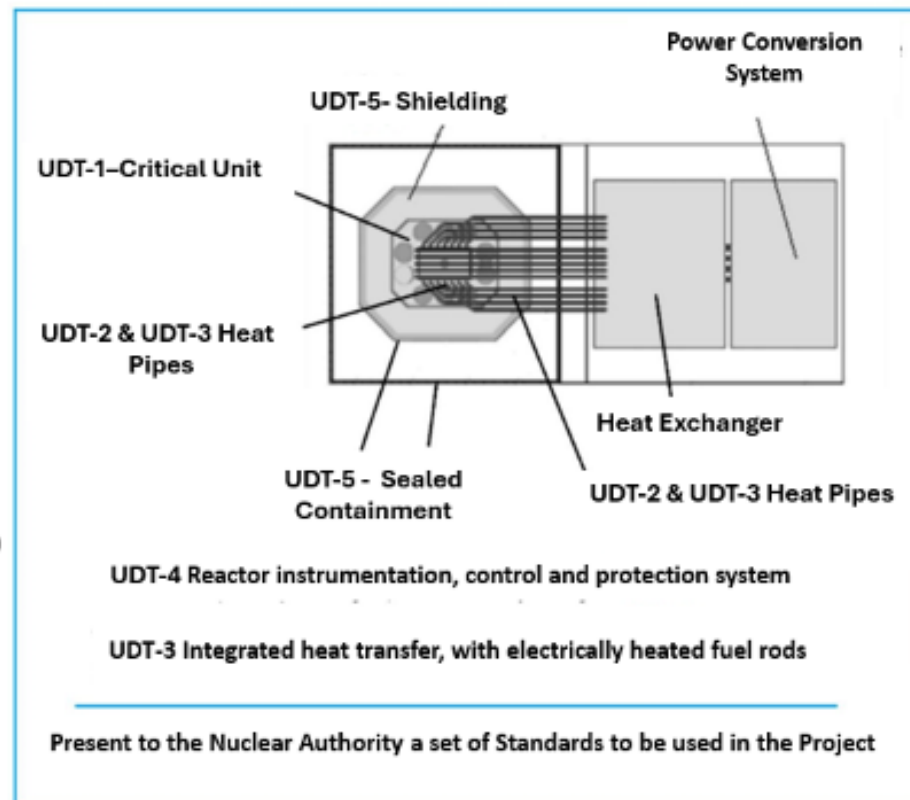 Power Conversion
System
UDT-5- Shielding
UDT-1–Critical Unit
UDT-2 & UDT-3 Heat
Pipes
Heat Exchanger
UDT-5 - Sealed
Containment
UDT-2 & UDT-3 Heat Pipes
UDT-4 Reactor instrumentation, control and protection system
UDT-3 Integrated heat transfer, with electrically heated fuel rods
Present to the Nuclear Authority a set of Standards to be used in the Project